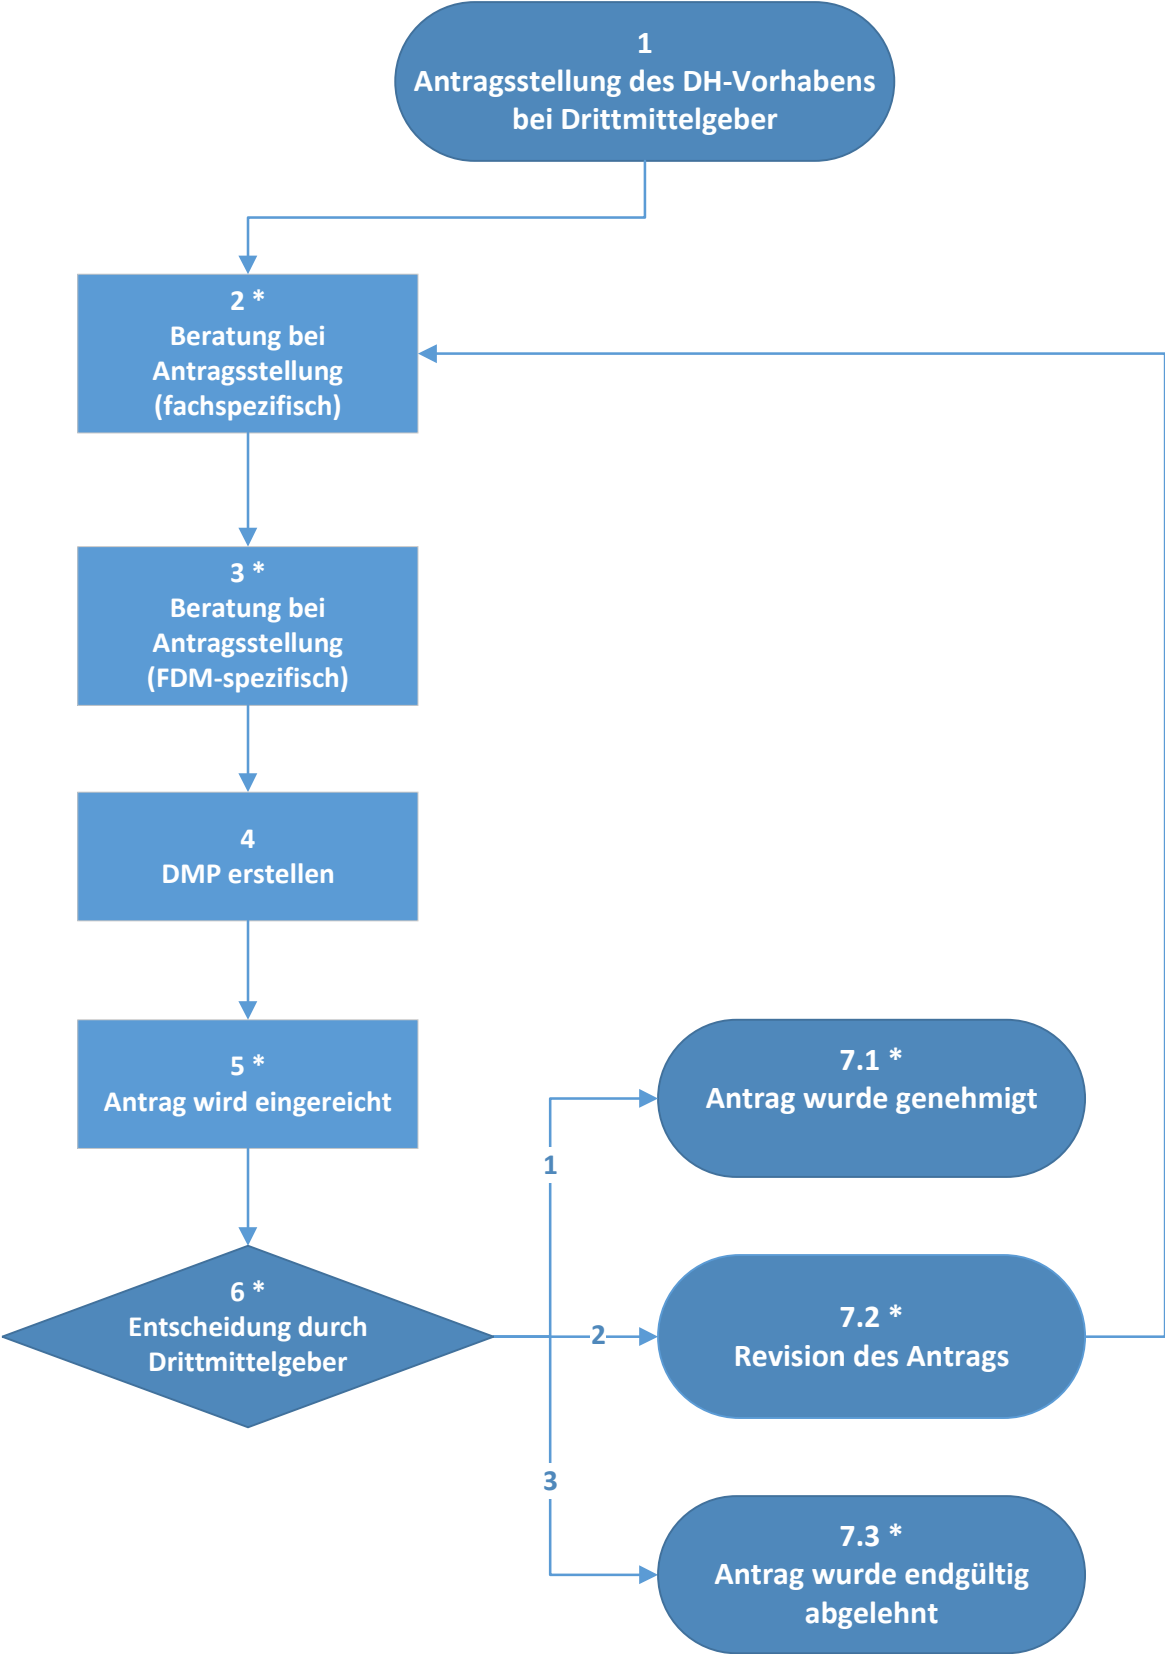 1
Antragsstellung des DH-Vorhabens
bei Drittmittelgeber
2 *
Beratung bei
Antragsstellung
(fachspezifisch)
3 *
Beratung bei
Antragsstellung
(FDM-spezifisch)
4
DMP erstellen
5 *
Antrag wird eingereicht
6 *
Entscheidung durch
Drittmittelgeber
1
2
3
7.1 *
Antrag wurde genehmigt
7.2 *
Revision des Antrags
7.3 *
Antrag wurde endgültig
abgelehnt